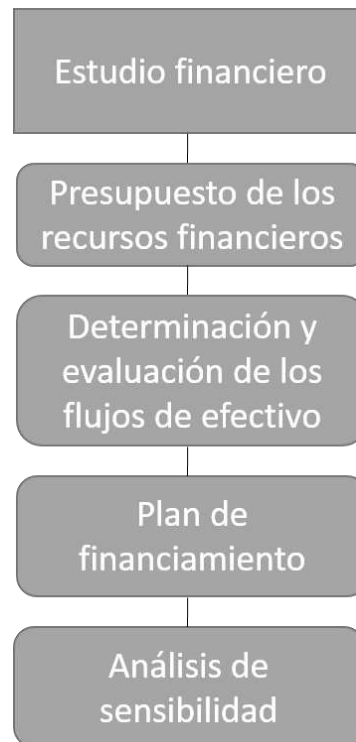 Estudio financiero
Presupuesto de los
recursos financieros
Determinación y
evaluación de los
flujos de efectivo
Plan de
financiamiento
Análisis de
sensibilidad